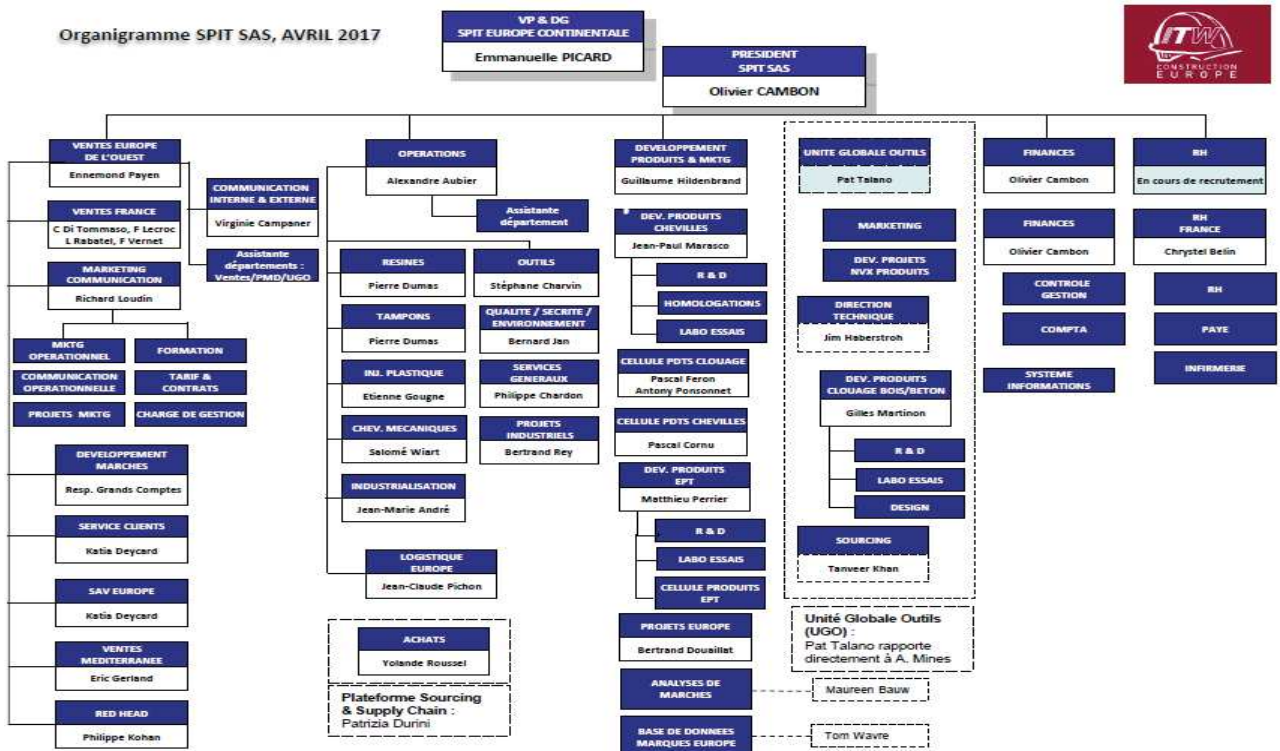 Organigramme SPIT SAS, AVRIL 2017
VP & DG
SPIT EUROPE CONTINENTALE
Emmanuelle PICARD
PRESIDENT
SPIT SAS
Olivier CAMBON
ITW
CONSTRUCTION
EUROPE
VENTES EUROPE
DE L'OUEST
Ennemond Payen
VENTES FRANCE
C Di Tommaso, F Lecroc
L Rabatel, F Vernet
MARKETING
COMMUNICATION
Richard Loudin
COMMUNICATION
INTERNE & EXTERNE
Virginie Campaner
Assistante
départements :
Ventes/PMD/UGO
MKTG
OPERATIONNEL
FORMATION
COMMUNICATION
OPERATIONNELLE
TARIF &
CONTRATS
PROJETS MKTG
CHARGE DE GESTION
DEVELOPPEMENT
MARCHES
Resp. Grands Comptes
SERVICE CLIENTS
Katia Deycard
SAV EUROPE
Katia Deycard
VENTES
MEDITERRANEE
Eric Gerland
RED HEAD
Philippe Kohan
OPERATIONS
Alexandre Aubier
Assistante
département
RESINES
Pierre Dumas
OUTILS
Stéphane Charvin
TAMPONS
Pierre Dumas
QUALITE / SECRITE /
ENVIRONNEMENT
Bernard Jan
INJ. PLASTIQUE
Etienne Gougne
SERVICES
GENERAUX
Philippe Chardon
CHEV. MECANIQUES
Salomé Wiart
PROJETS
INDUSTRIELS
Bertrand Rey
INDUSTRIALISATION
Jean-Marie André
LOGISTIQUE
EUROPE
Jean-Claude Pichon
ACHATS
Yolande Roussel
Plateforme Sourcing
& Supply Chain :
Patrizia Durini
DEVELOPPEMENT
PRODUITS & MKTG
Guillaume Hildenbrand
DEV. PRODUITS
CHEVILLES
Jean-Paul Marasco
R & D
HOMOLOGATIONS
LABO ESSAIS
CELLULE PDTS CLOUAGE
Pascal Feron
Antony Ponsonnet
CELLULE PDTS CHEVILLES
Pascal Cornu
DEV. PRODUITS
EPT
Matthieu Perrier
R & D
LABO ESSAIS
CELLULE PRODUITS
EPT
PROJETS EUROPE
Bertrand Douaillat
ANALYSES DE
MARCHES
Maureen Bauw
BASE DE DONNEES
MARQUES EUROPE
Tom Wavre
UNITE GLOBALE OUTILS
Pat Talano
MARKETING
DEV. PROJETS
NVX PRODUITS
DIRECTION
TECHNIQUE
Jim Haberstroh
DEV. PRODUITS
CLOUAGE BOIS/BETON
Gilles Martinon
R & D
LABO ESSAIS
DESIGN
SOURCING
Tanveer Khan
Unité Globale Outils
(UGO) :
Pat Talano rapporte
directement à A. Mines
FINANCES
Olivier Cambon
FINANCES
Olivier Cambon
CONTROLE
GESTION
COMPTA
SYSTEME
INFORMATIONS
RH
En cours de recrutement
RH
FRANCE
Chrystel Belin
RH
PAYE
INFIRMERIE